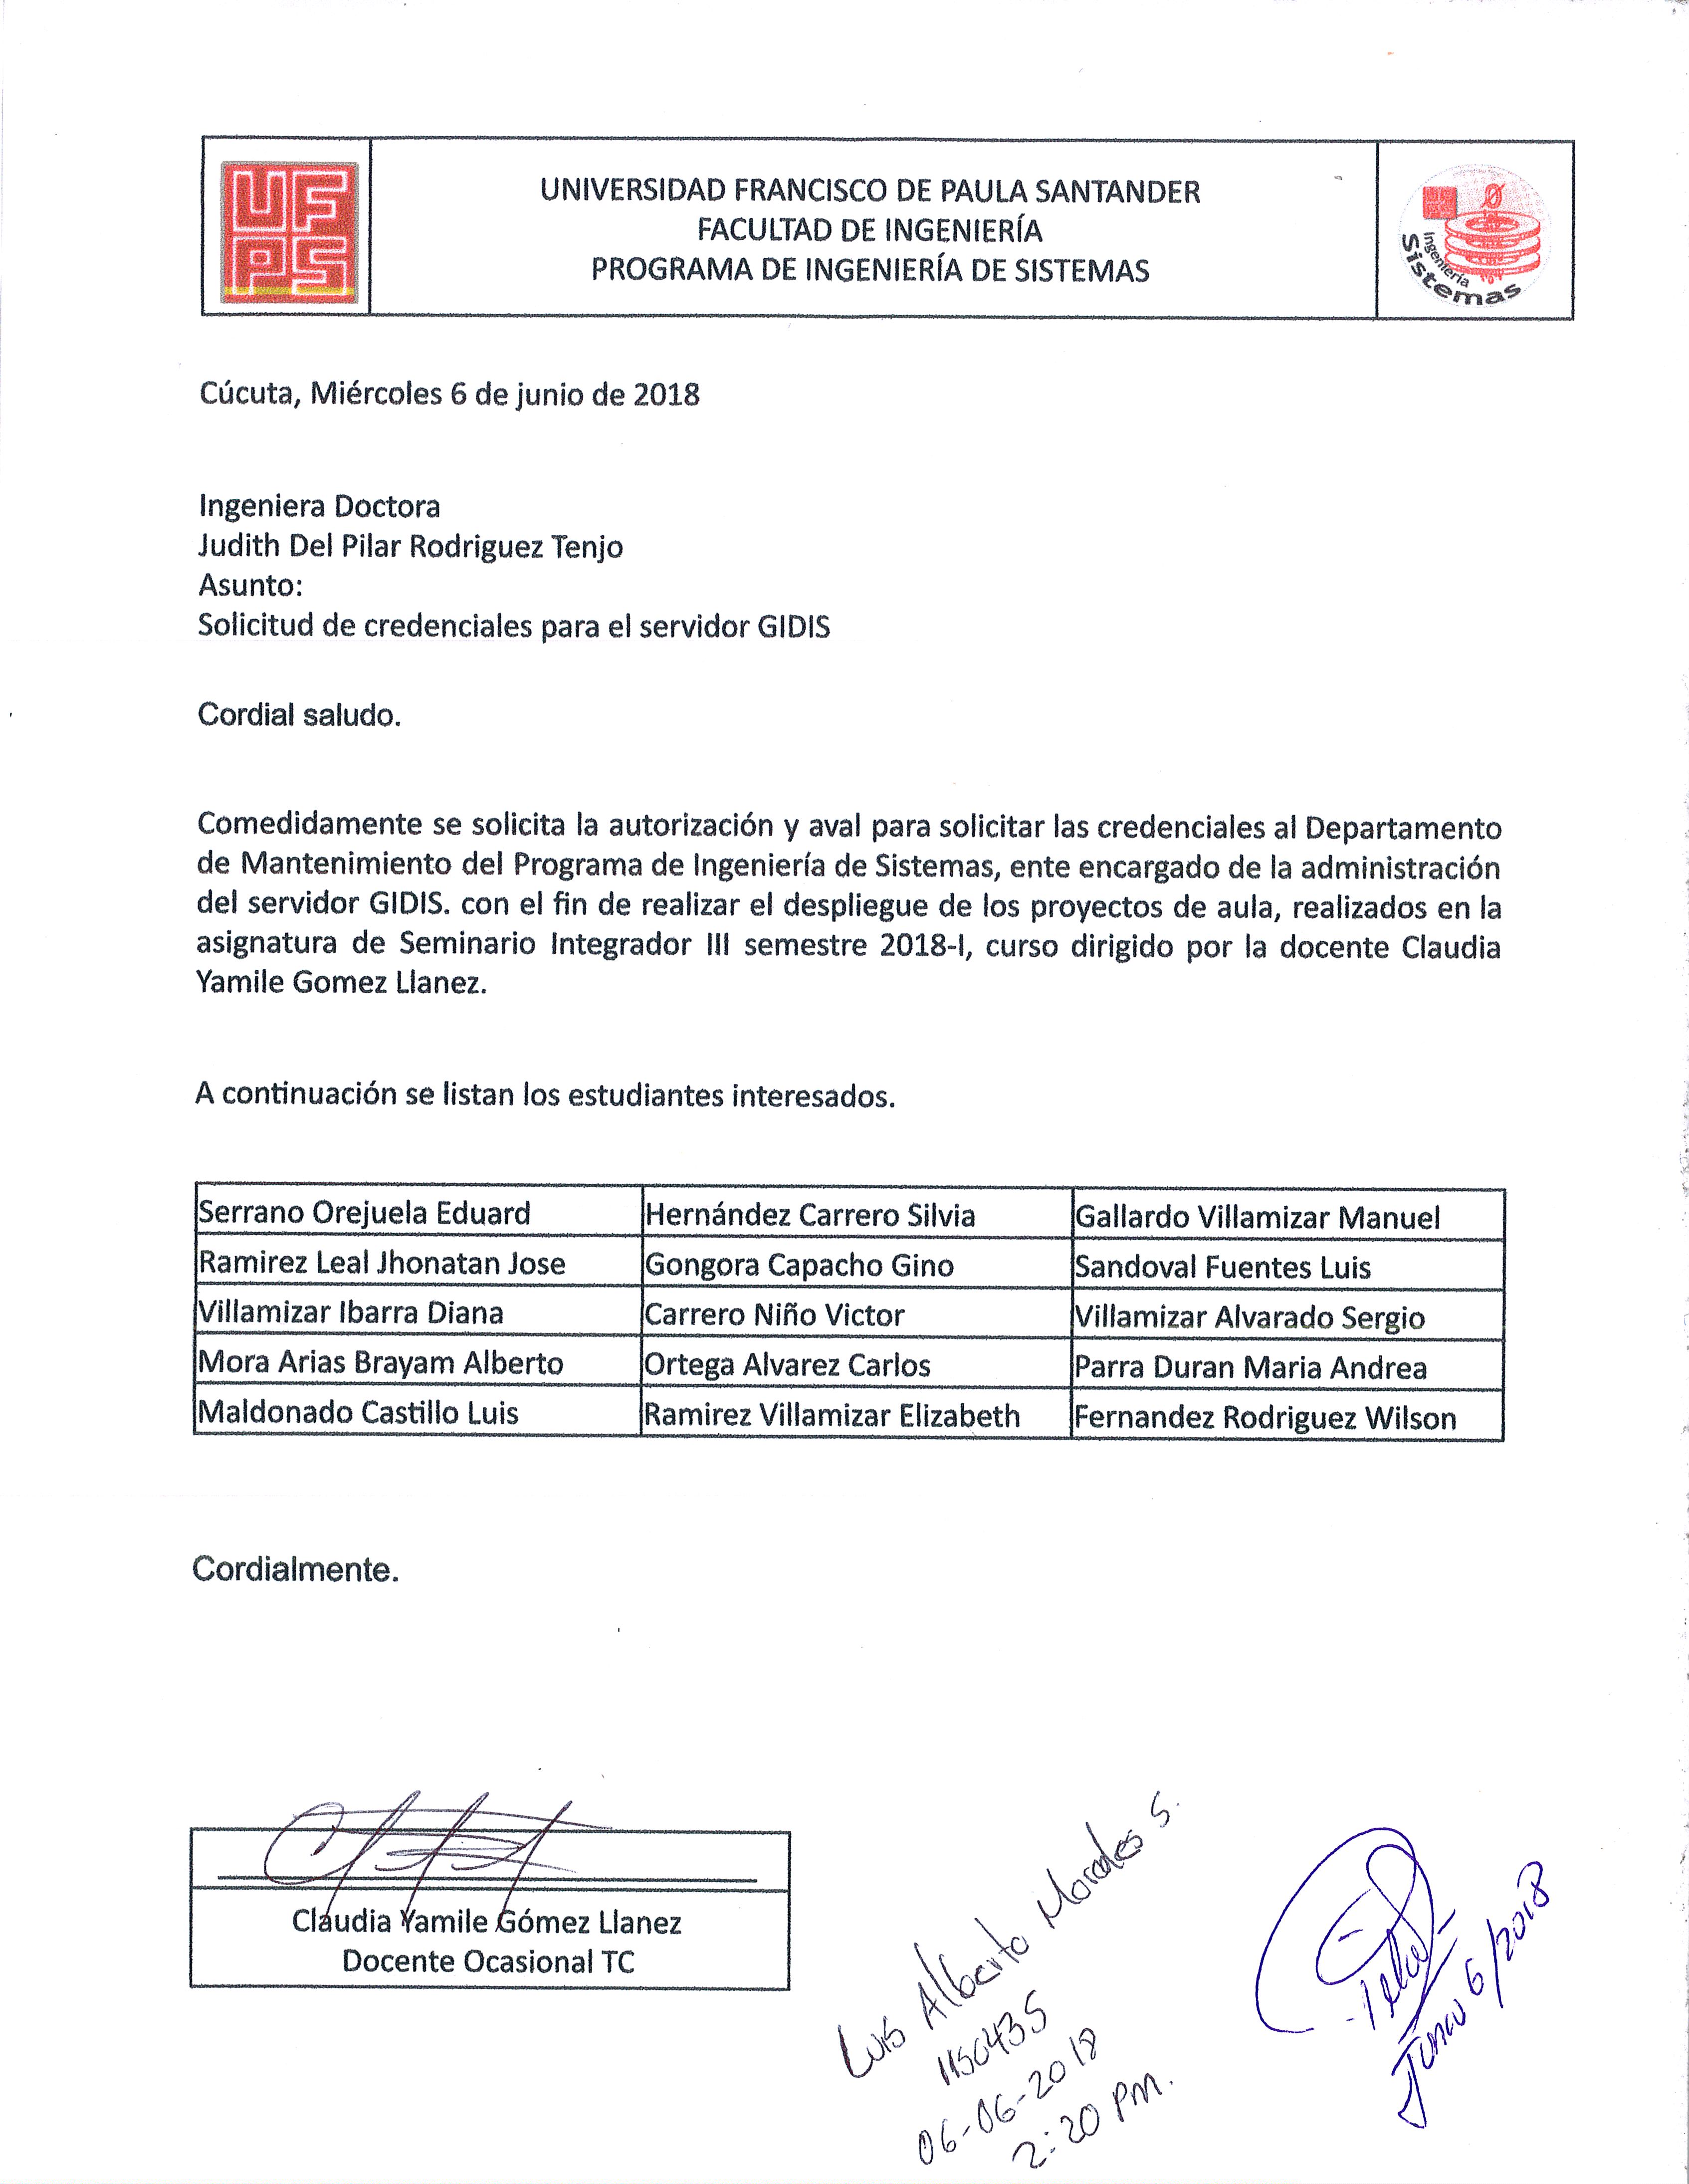 UFPS
UNIVERSIDAD FRANCISCO DE PAULA SANTANDER
FACULTAD DE INGENIERÍA
PROGRAMA DE INGENIERÍA DE SISTEMAS
Ingeniería
Sistemas
Cúcuta, Miércoles 6 de junio de 2018
Ingeniera Doctora
Judith Del Pilar Rodriguez Tenjo
Asunto:
Solicitud de credenciales para el servidor GIDIS
Cordial saludo.
Comedidamente se solicita la autorización y aval para solicitar las credenciales al Departamento
de Mantenimiento del Programa de Ingeniería de Sistemas, ente encargado de la administración
del servidor GIDIS. con el fin de realizar el despliegue de los proyectos de aula, realizados en la
asignatura de Seminario Integrador III semestre 2018-I, curso dirigido por la docente Claudia
Yamile Gomez Llanez.
A continuación se listan los estudiantes interesados.
Serrano Orejuela Eduard Hernández Carrero Silvia Gallardo Villamizar Manuel
Ramirez Leal Jhonatan Jose Gongora Capacho Gino Sandoval Fuentes Luis
Villamizar Ibarra Diana Carrero Niño Victor Villamizar Alvarado Sergio
Mora Arias Brayam Alberto Ortega Alvarez Carlos Parra Duran Maria Andrea
Maldonado Castillo Luis Ramirez Villamizar Elizabeth Fernandez Rodriguez Wilson
Cordialmente.
Claudia Yamile Gómez Llanez
Docente Ocasional TC
Luis Alberto Morales S.
1150435
06-06-2018
2:20 PM.
Junio 6/2018